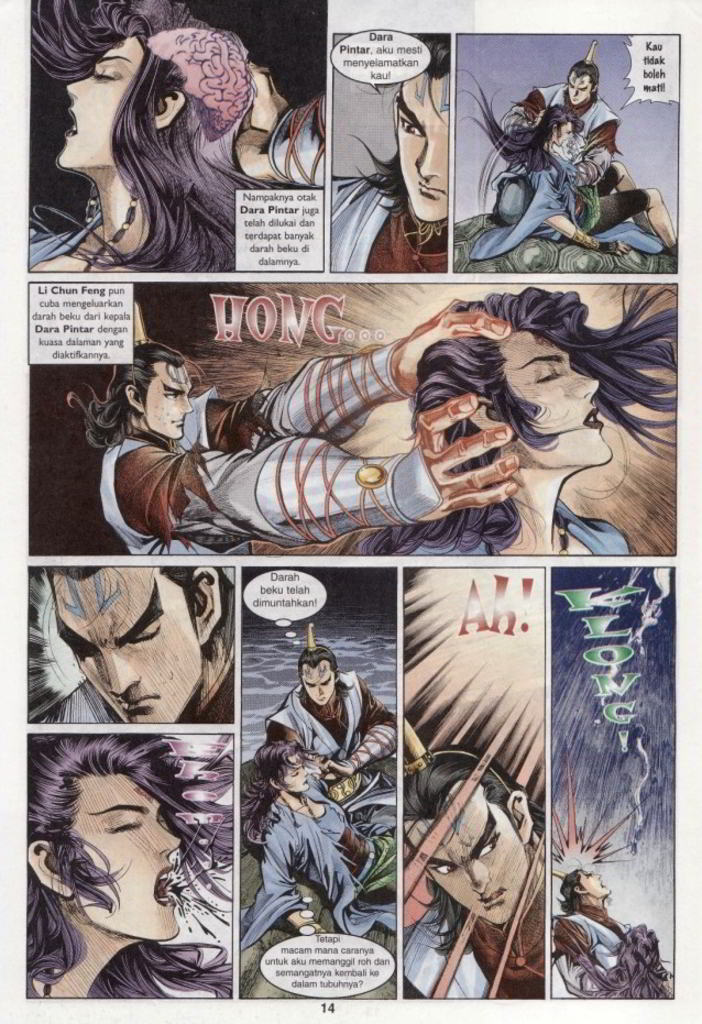 Nampaknya otak
Dara Pintar juga
telah dilukai dan
terdapat banyak
darah beku di
dalamnya.
Dara
Pintar, aku mesti
menyelamatkan
kau!
Kau
tidak
boleh
mati!
Li Chun Feng pun
cuba mengeluarkan
darah beku dari kepala
Dara Pintar dengan
kuasa dalaman yang
diaktifkannya.
HONG...
Darah
beku telah
dimuntahkan!
Tetapi
macam mana caranya
untuk aku memanggil roh dan
semangatnya kembali ke
dalam tubuhnya?
AH!
KLONG!
14